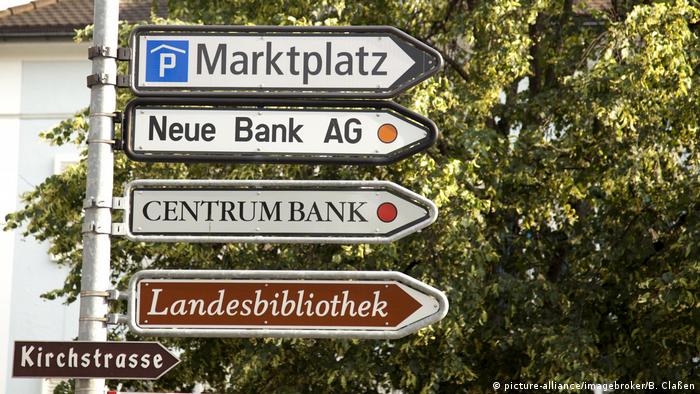 P Marktplatz
Neue Bank AG
CENTRUM BANK
Landesbibliothek
Kirchstrasse
© picture-alliance/imagebroker/B. Claßen